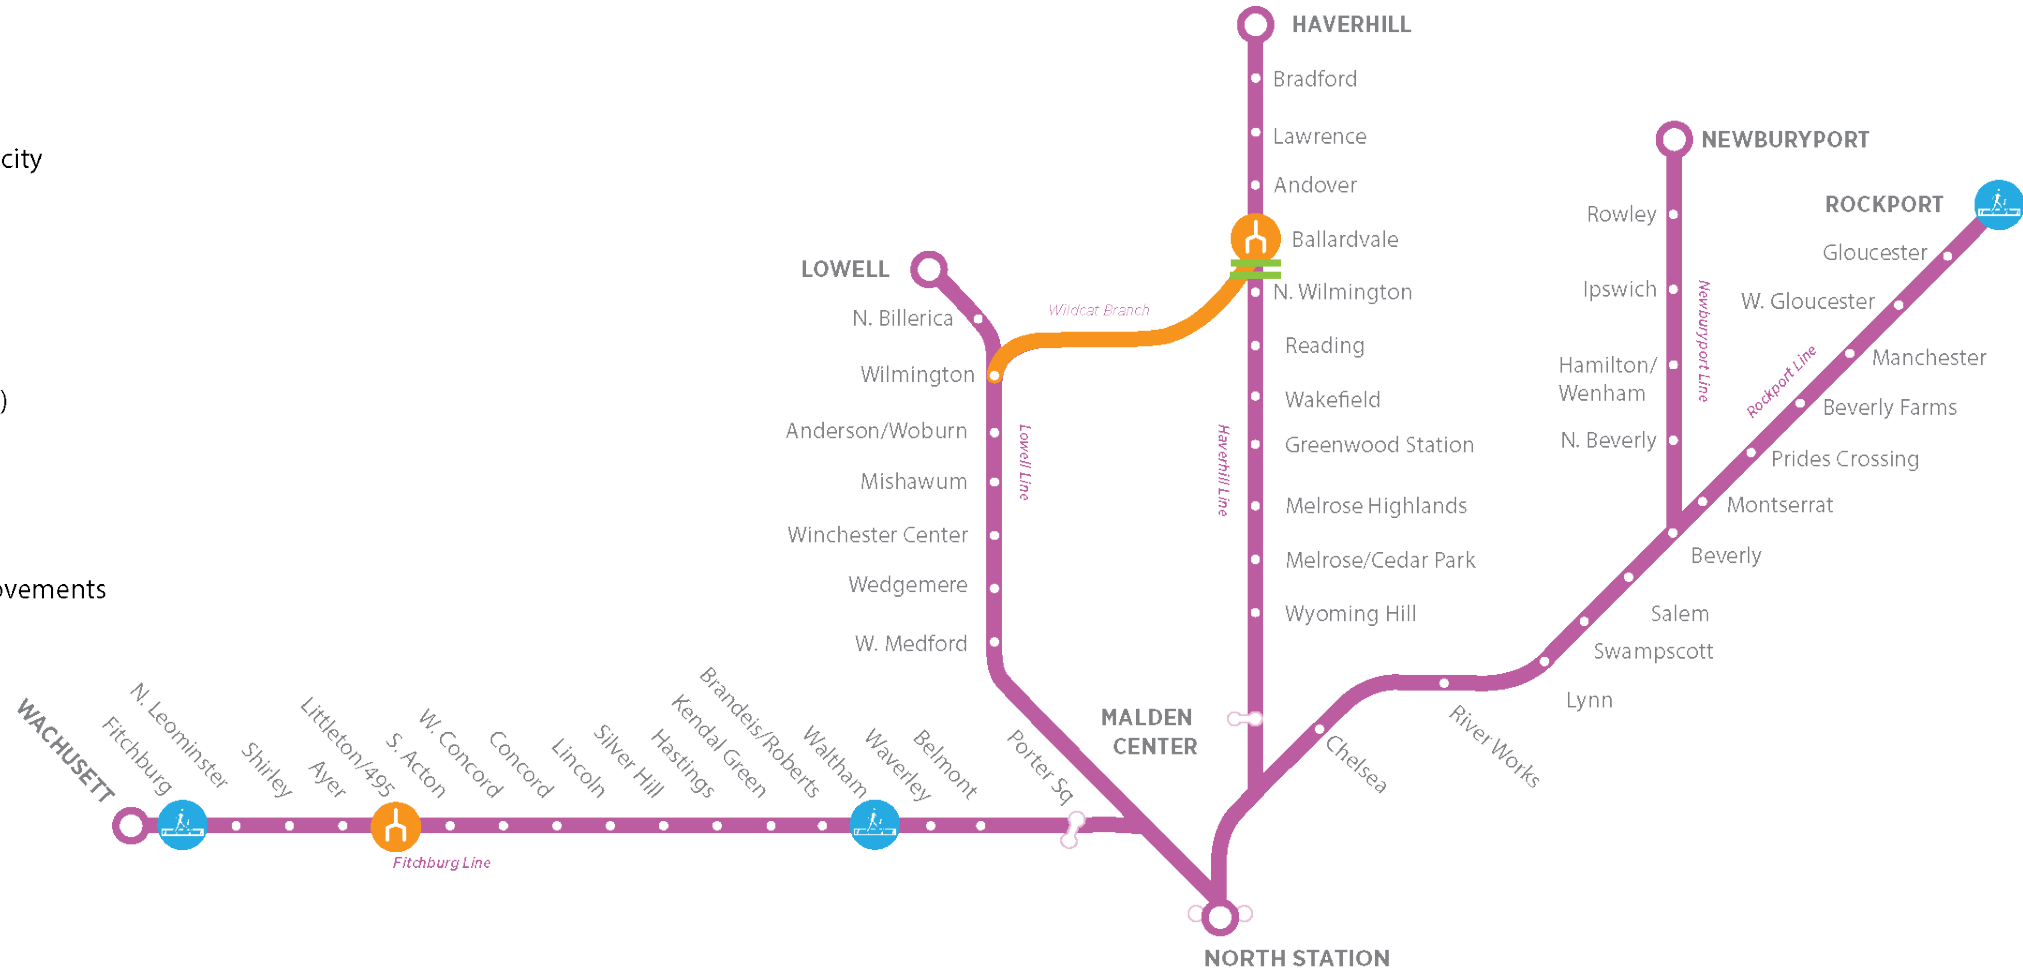 city
)
ovements
HAVERHILL
Bradford
Lawrence
Andover
Ballardvale
N. Wilmington
Reading
Wakefield
Greenwood Station
Melrose Highlands
Melrose/Cedar Park
Wyoming Hill
MALDEN
CENTER
Haverhill Line
Wildcat Branch
LOWELL
N. Billerica
Wilmington
Anderson/Woburn
Mishawum
Winchester Center
Wedgemere
W. Medford
Lowell Line
NEWBURYPORT
Rowley
Ipswich
Hamilton/
Wenham
N. Beverly
Newburyport Line
ROCKPORT
Gloucester
W. Gloucester
Manchester
Beverly Farms
Prides Crossing
Montserrat
Rockport Line
Beverly
Salem
Swampscott
Lynn
River Works
Chelsea
WACHUSETT
Fitchburg
N. Leominster
Shirley
Ayer
Littleton/495
S. Acton
W. Concord
Concord
Lincoln
Silver Hill
Hastings
Kendal Green
Brandeis/Roberts
Waltham
Waverley
Belmont
Porter Sq
Fitchburg Line
NORTH STATION